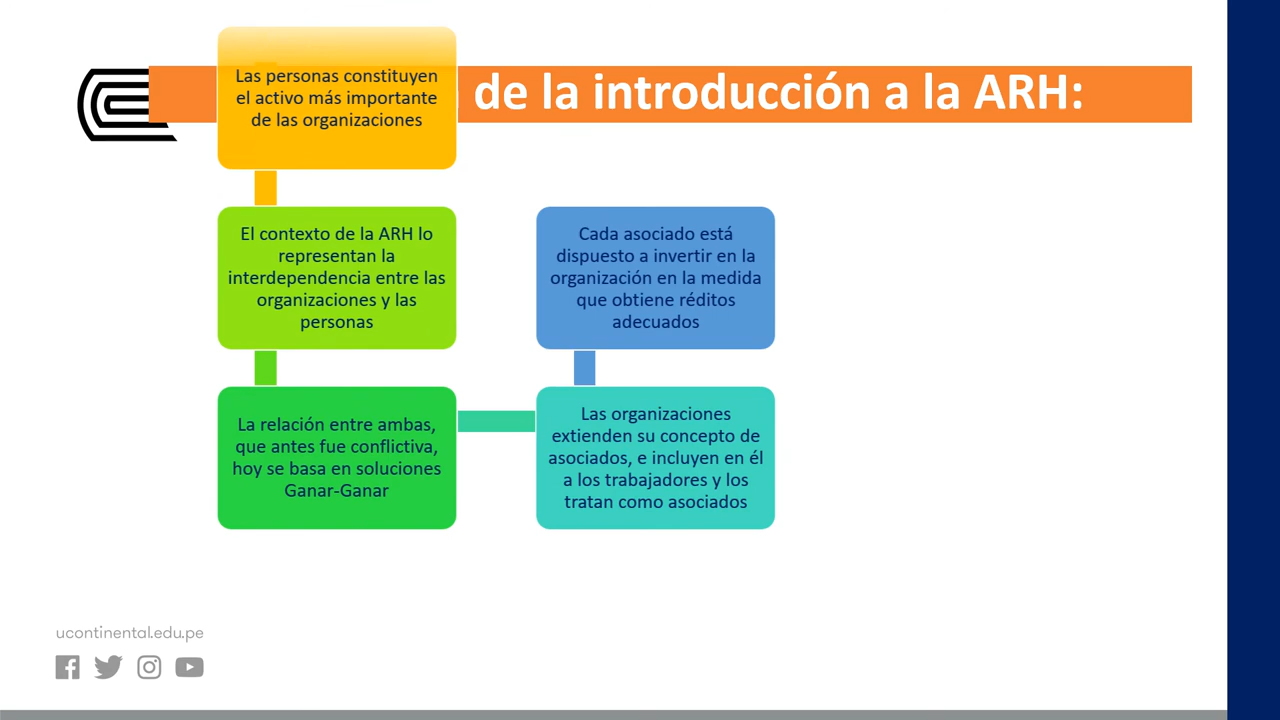 de la introducción a la ARH:
Las personas constituyen
el activo más importante
de las organizaciones
El contexto de la ARH lo
representan la
interdependencia entre las
organizaciones y las
personas
La relación entre ambas,
que antes fue conflictiva,
hoy se basa en soluciones
Ganar-Ganar
Las organizaciones
extienden su concepto de
asociados, e incluyen en él
a los trabajadores y los
tratan como asociados
Cada asociado está
dispuesto a invertir en la
organización en la medida
que obtiene réditos
adecuados
ucontinental.edu.pe